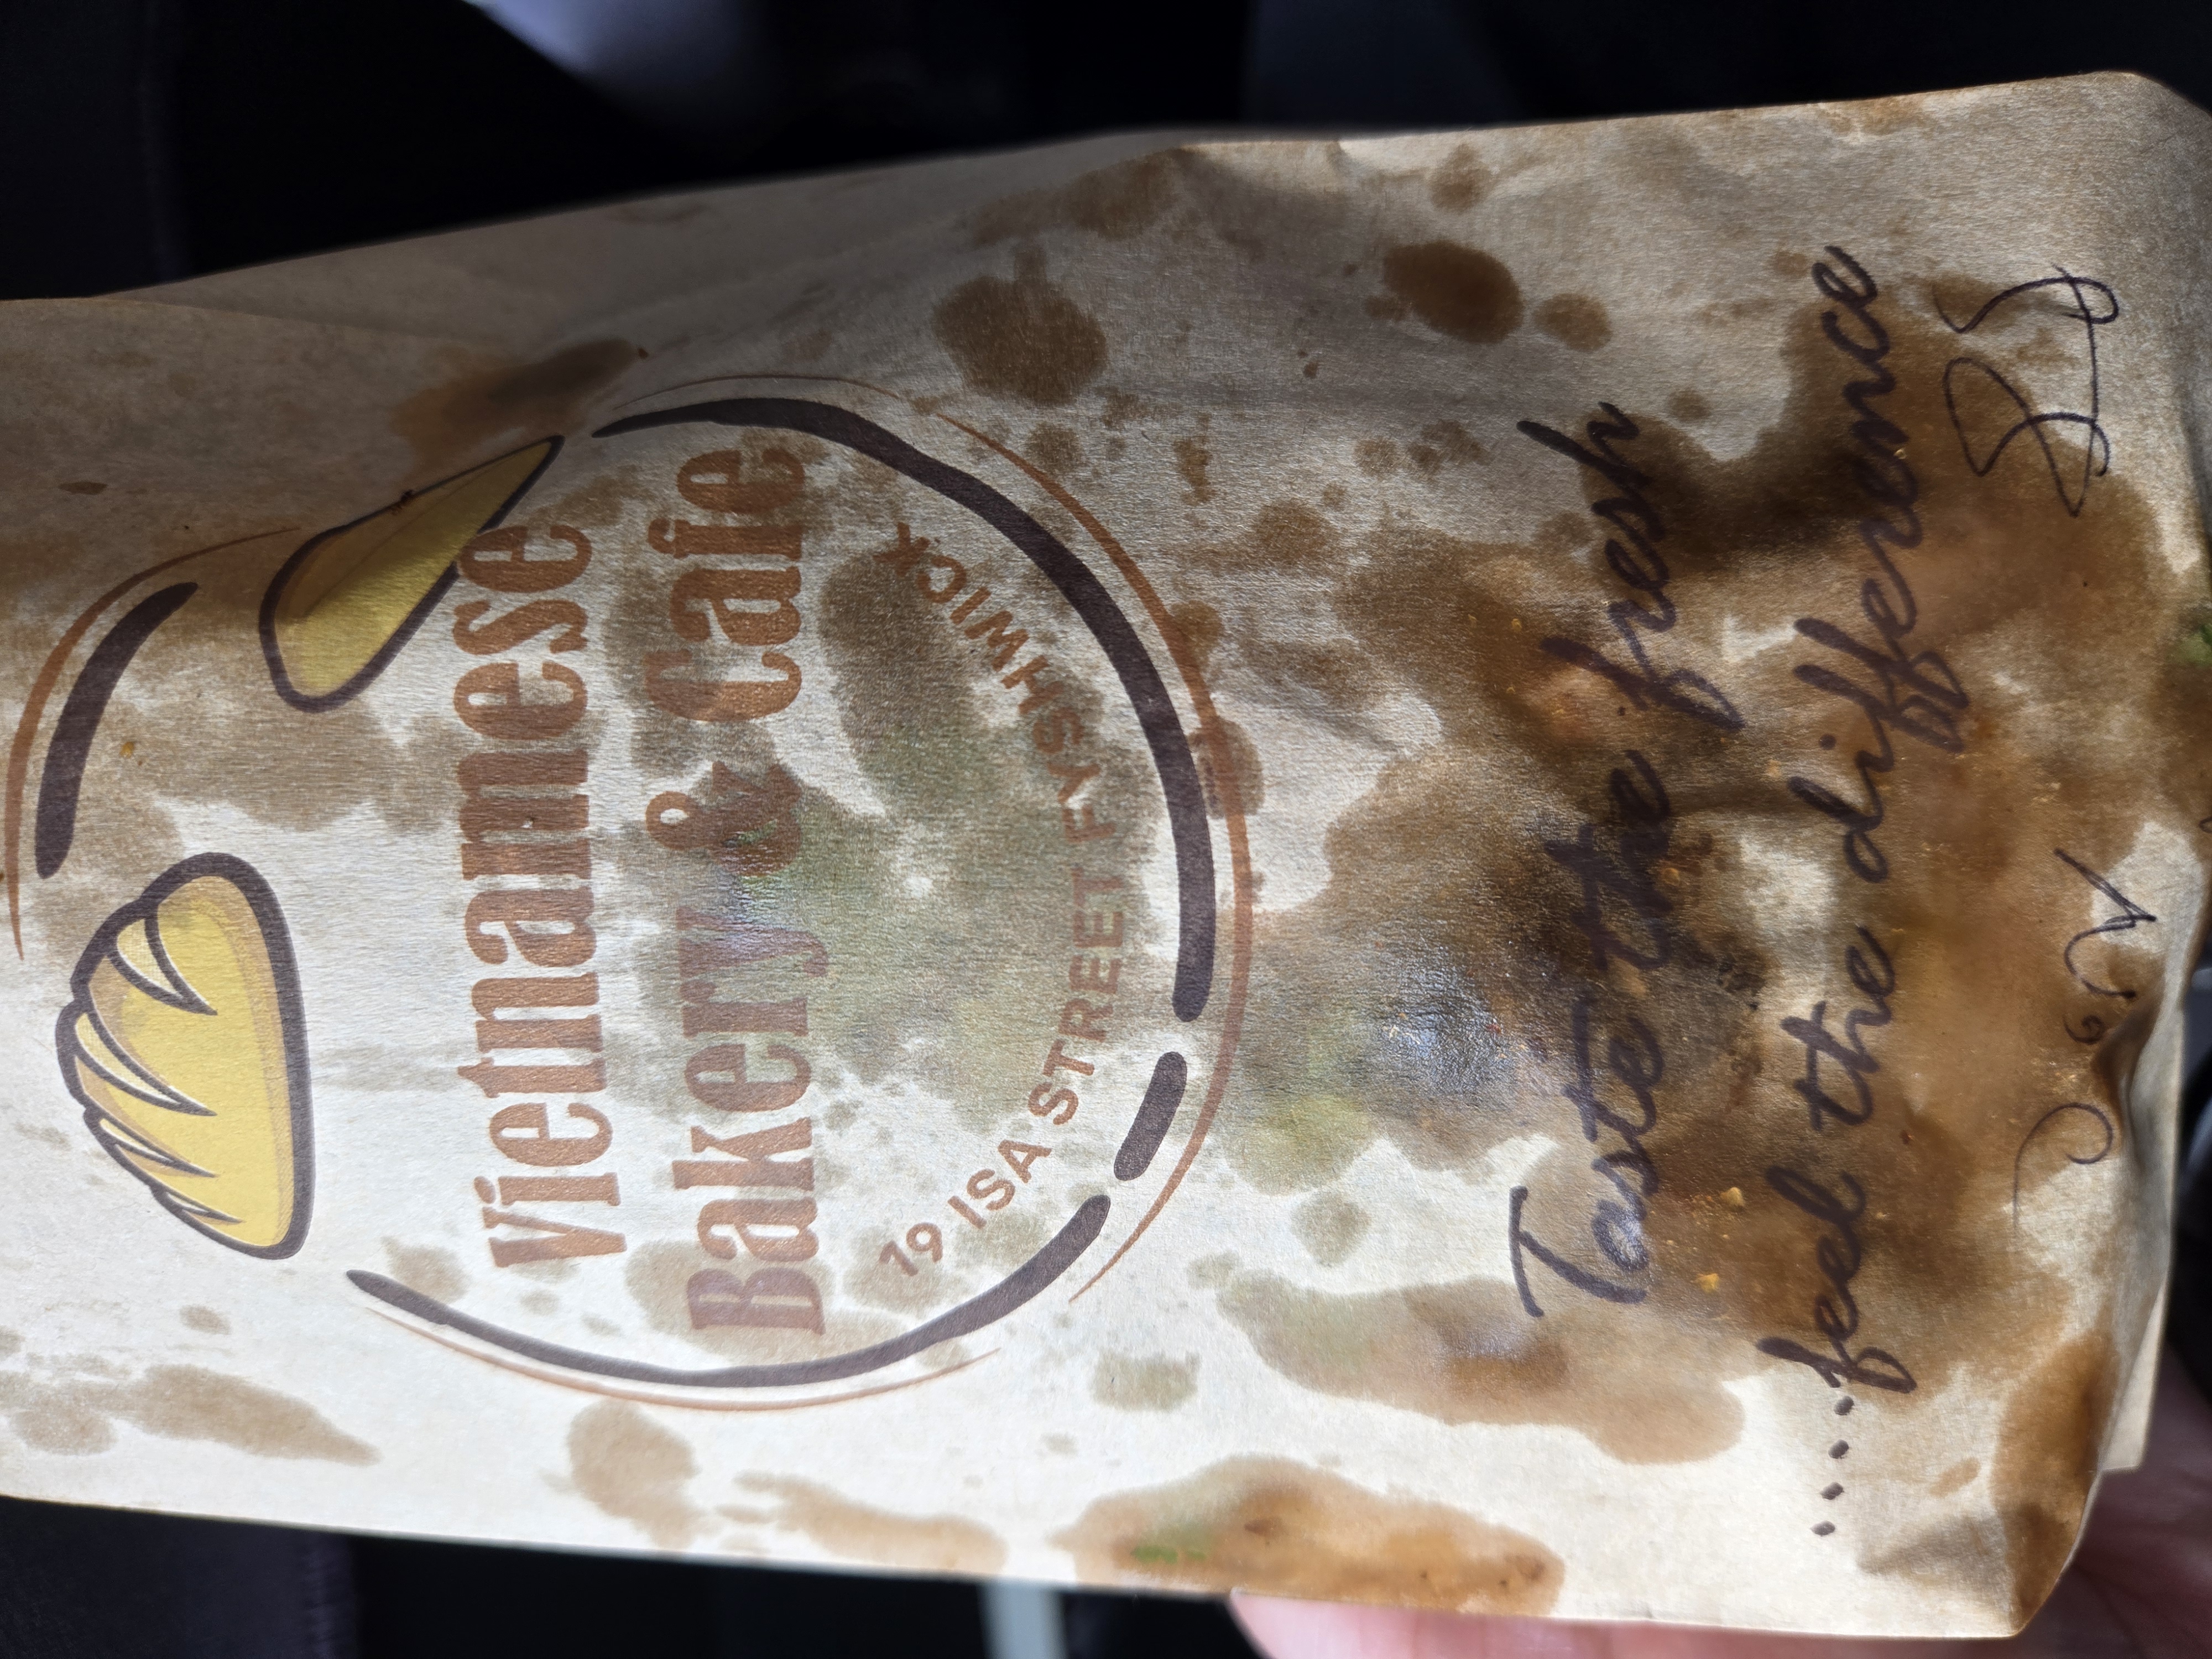 Vietnamese
Bakery & Cafe
19 ISA STREET FYSHWICK
Taste the fresh
....feel the difference